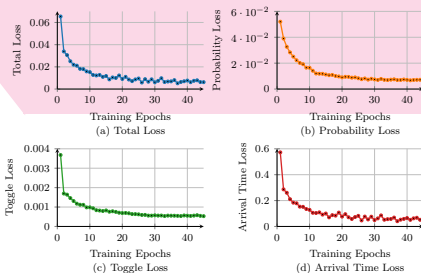 Total Loss
0.06
0.04
0.02
0
0 10 20 30 40
Training Epochs
(a) Total Loss
Probability Loss
6 · 10⁻²
4 · 10⁻²
2 · 10⁻²
0
0 10 20 30 40
Training Epochs
(b) Probability Loss
Toggle Loss
0.004
0.003
0.002
0.001
0
0 10 20 30 40
Training Epochs
(c) Toggle Loss
Arrival Time Loss
0.6
0.4
0.2
0
0 10 20 30 40
Training Epochs
(d) Arrival Time Loss